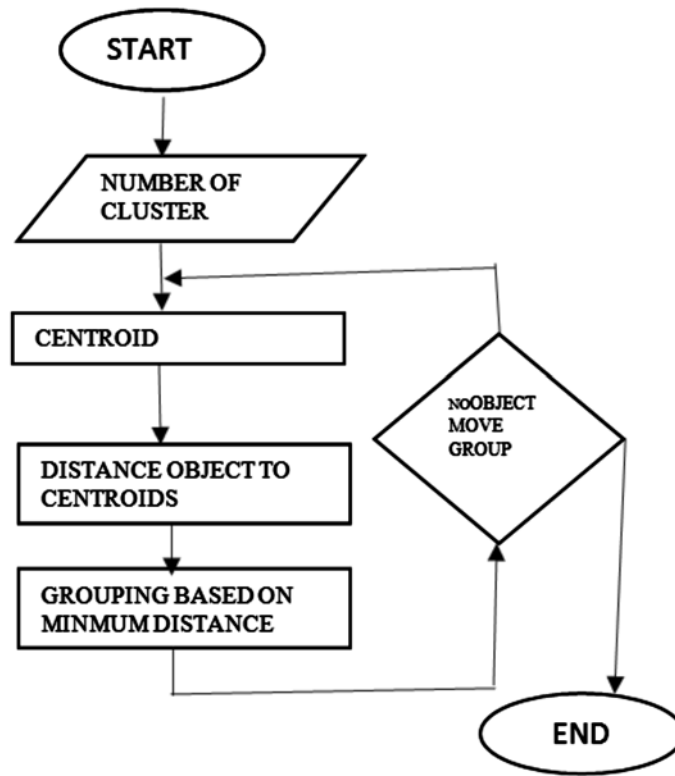 START
NUMBER OF
CLUSTER
CENTROID
DISTANCE OBJECT TO
CENTROIDS
GROUPING BASED ON
MINMUM DISTANCE
NOOBJECT
MOVE
GROUP
END